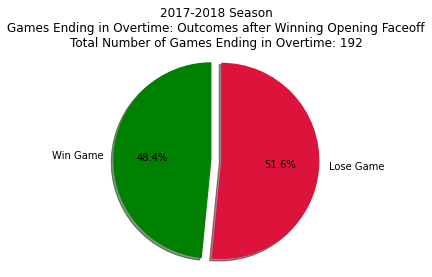 2017-2018 Season
Games Ending in Overtime: Outcomes after Winning Opening Faceoff
Total Number of Games Ending in Overtime: 192
Win Game
48.4%
51.6%
Lose Game